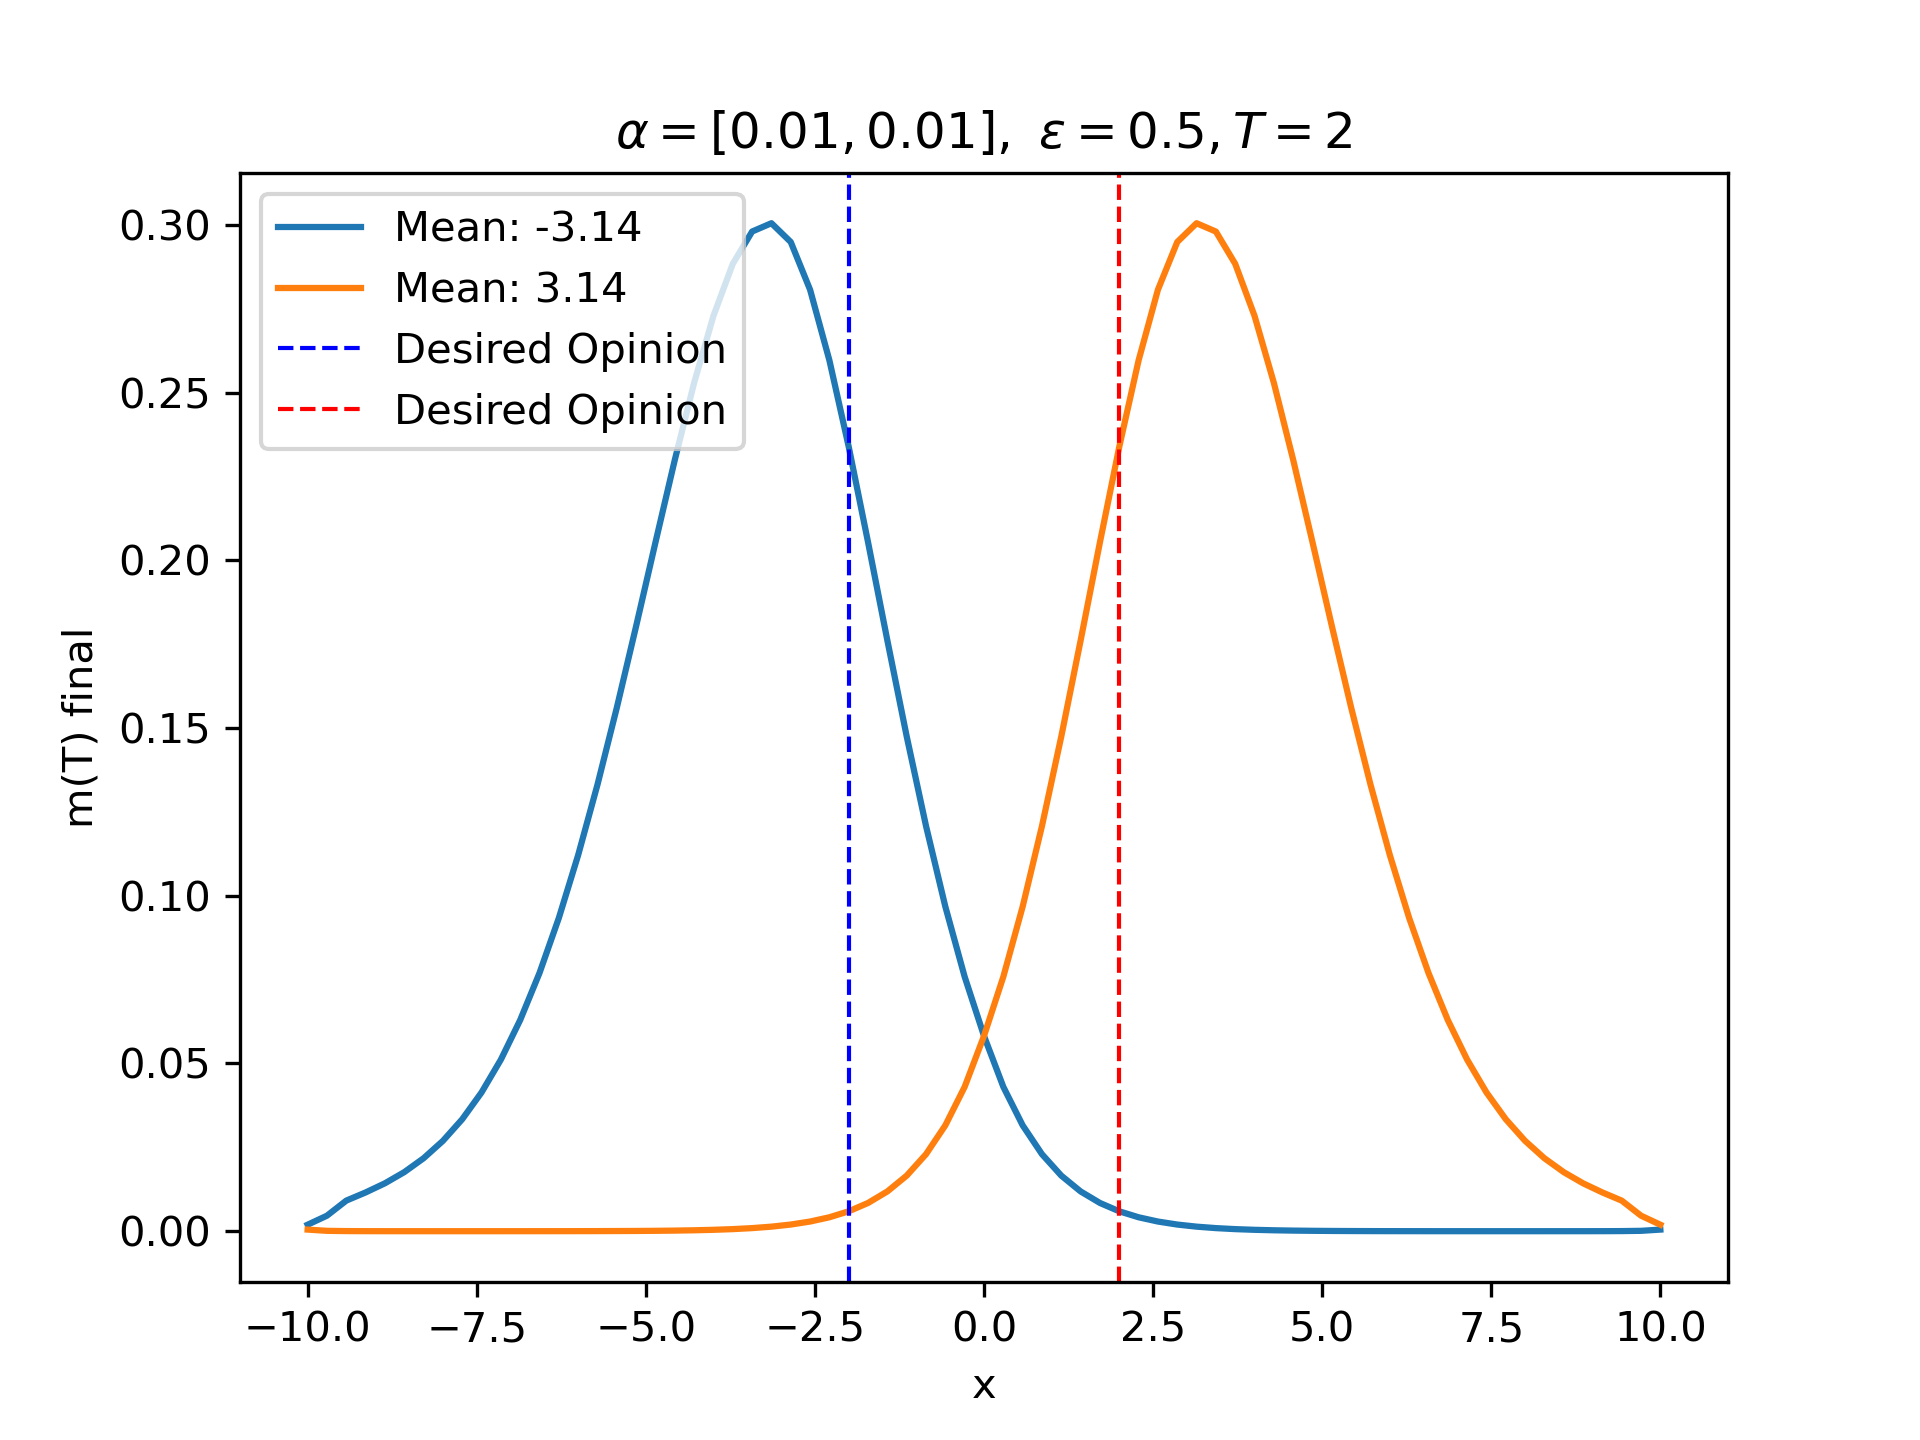 α = [0.01, 0.01], ε = 0.5, T = 2
Mean: -3.14
Mean: 3.14
Desired Opinion
Desired Opinion
m(T) final
0.30
0.25
0.20
0.15
0.10
0.05
0.00
−10.0 −7.5 −5.0 −2.5 0.0 2.5 5.0 7.5 10.0
x